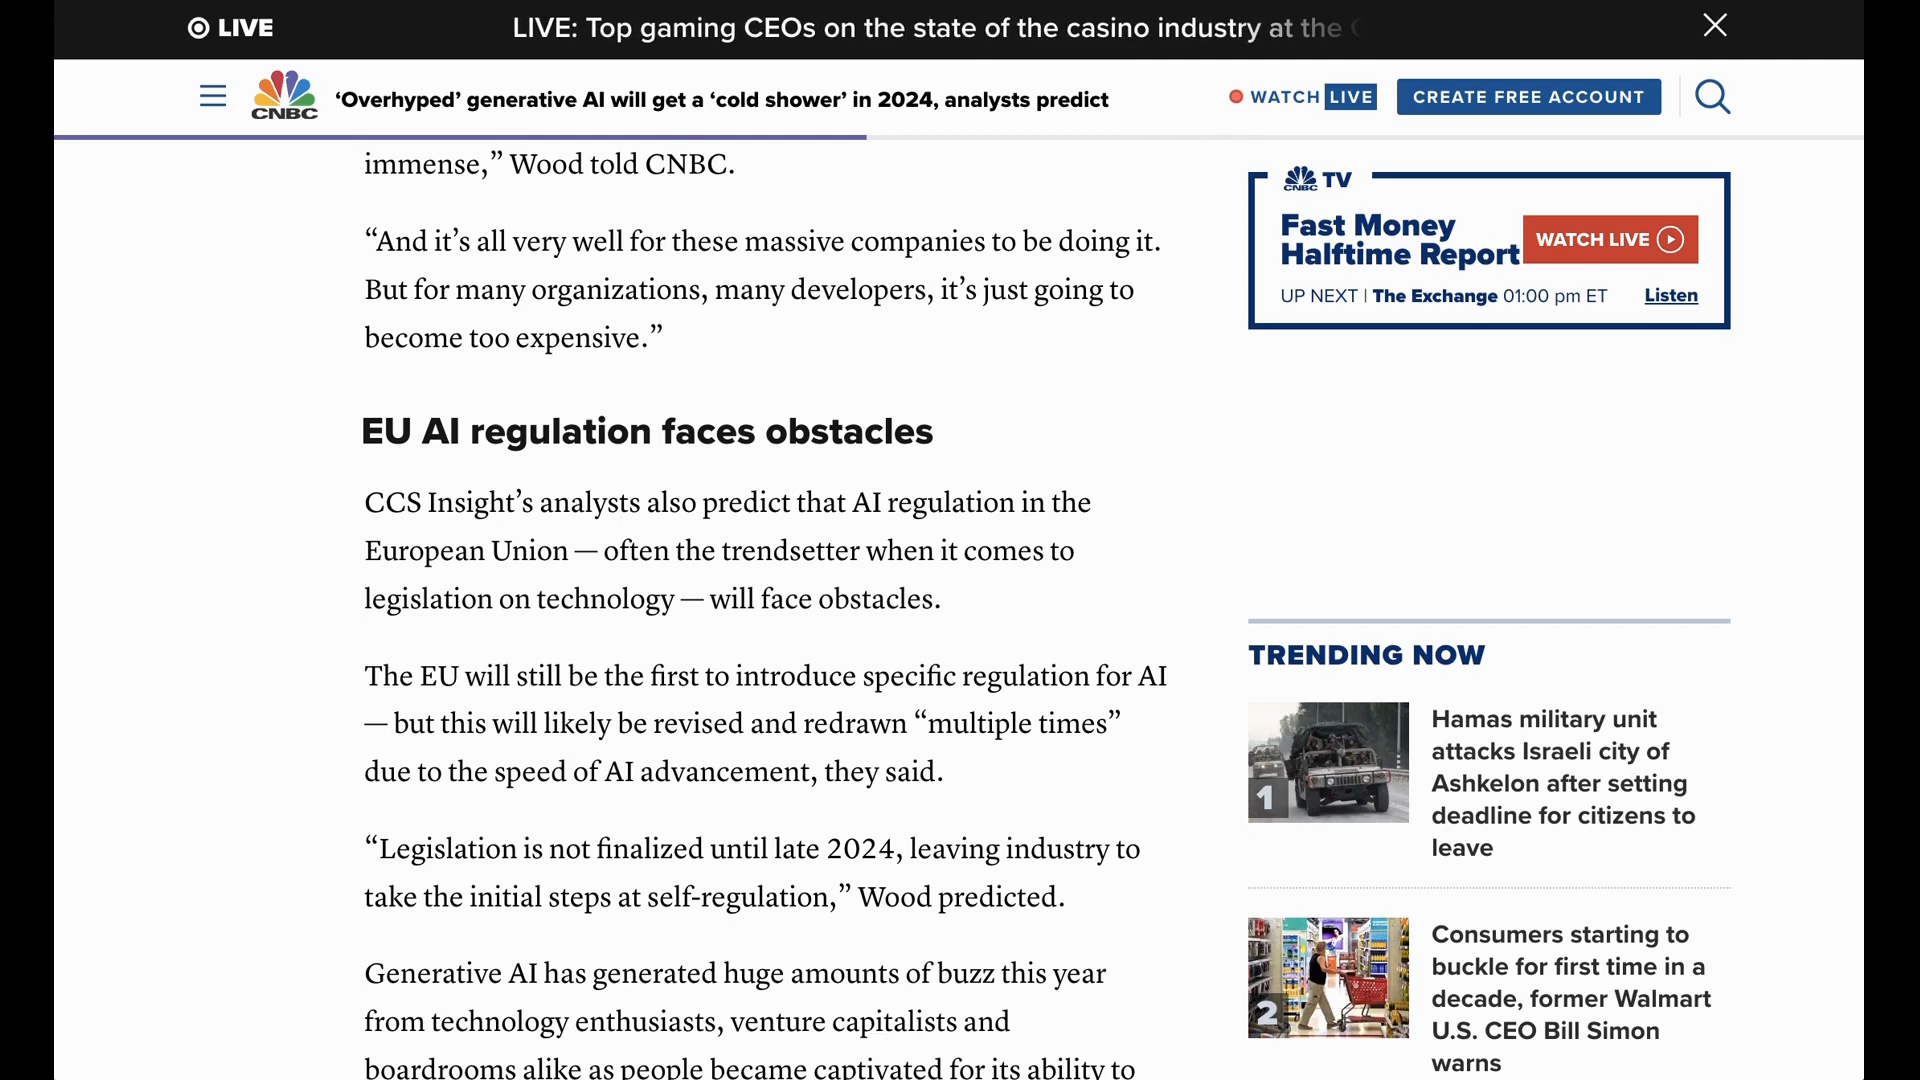 LIVE
LIVE: Top gaming CEOs on the state of the casino industry at the
CNBC
‘Overhyped’ generative AI will get a ‘cold shower’ in 2024, analysts predict
WATCH LIVE
CREATE FREE ACCOUNT
immense,” Wood told CNBC.
“And it’s all very well for these massive companies to be doing it.
But for many organizations, many developers, it’s just going to
become too expensive.”
EU AI regulation faces obstacles
CCS Insight’s analysts also predict that AI regulation in the
European Union — often the trendsetter when it comes to
legislation on technology — will face obstacles.
The EU will still be the first to introduce specific regulation for AI
— but this will likely be revised and redrawn “multiple times”
due to the speed of AI advancement, they said.
“Legislation is not finalized until late 2024, leaving industry to
take the initial steps at self-regulation,” Wood predicted.
Generative AI has generated huge amounts of buzz this year
from technology enthusiasts, venture capitalists and
boardrooms alike as people became captivated for its ability to
CNBC TV
Fast Money
Halftime Report
WATCH LIVE
UP NEXT | The Exchange 01:00 pm ET
Listen
TRENDING NOW
1
Hamas military unit
attacks Israeli city of
Ashkelon after setting
deadline for citizens to
leave
2
Consumers starting to
buckle for first time in a
decade, former Walmart
U.S. CEO Bill Simon
warns